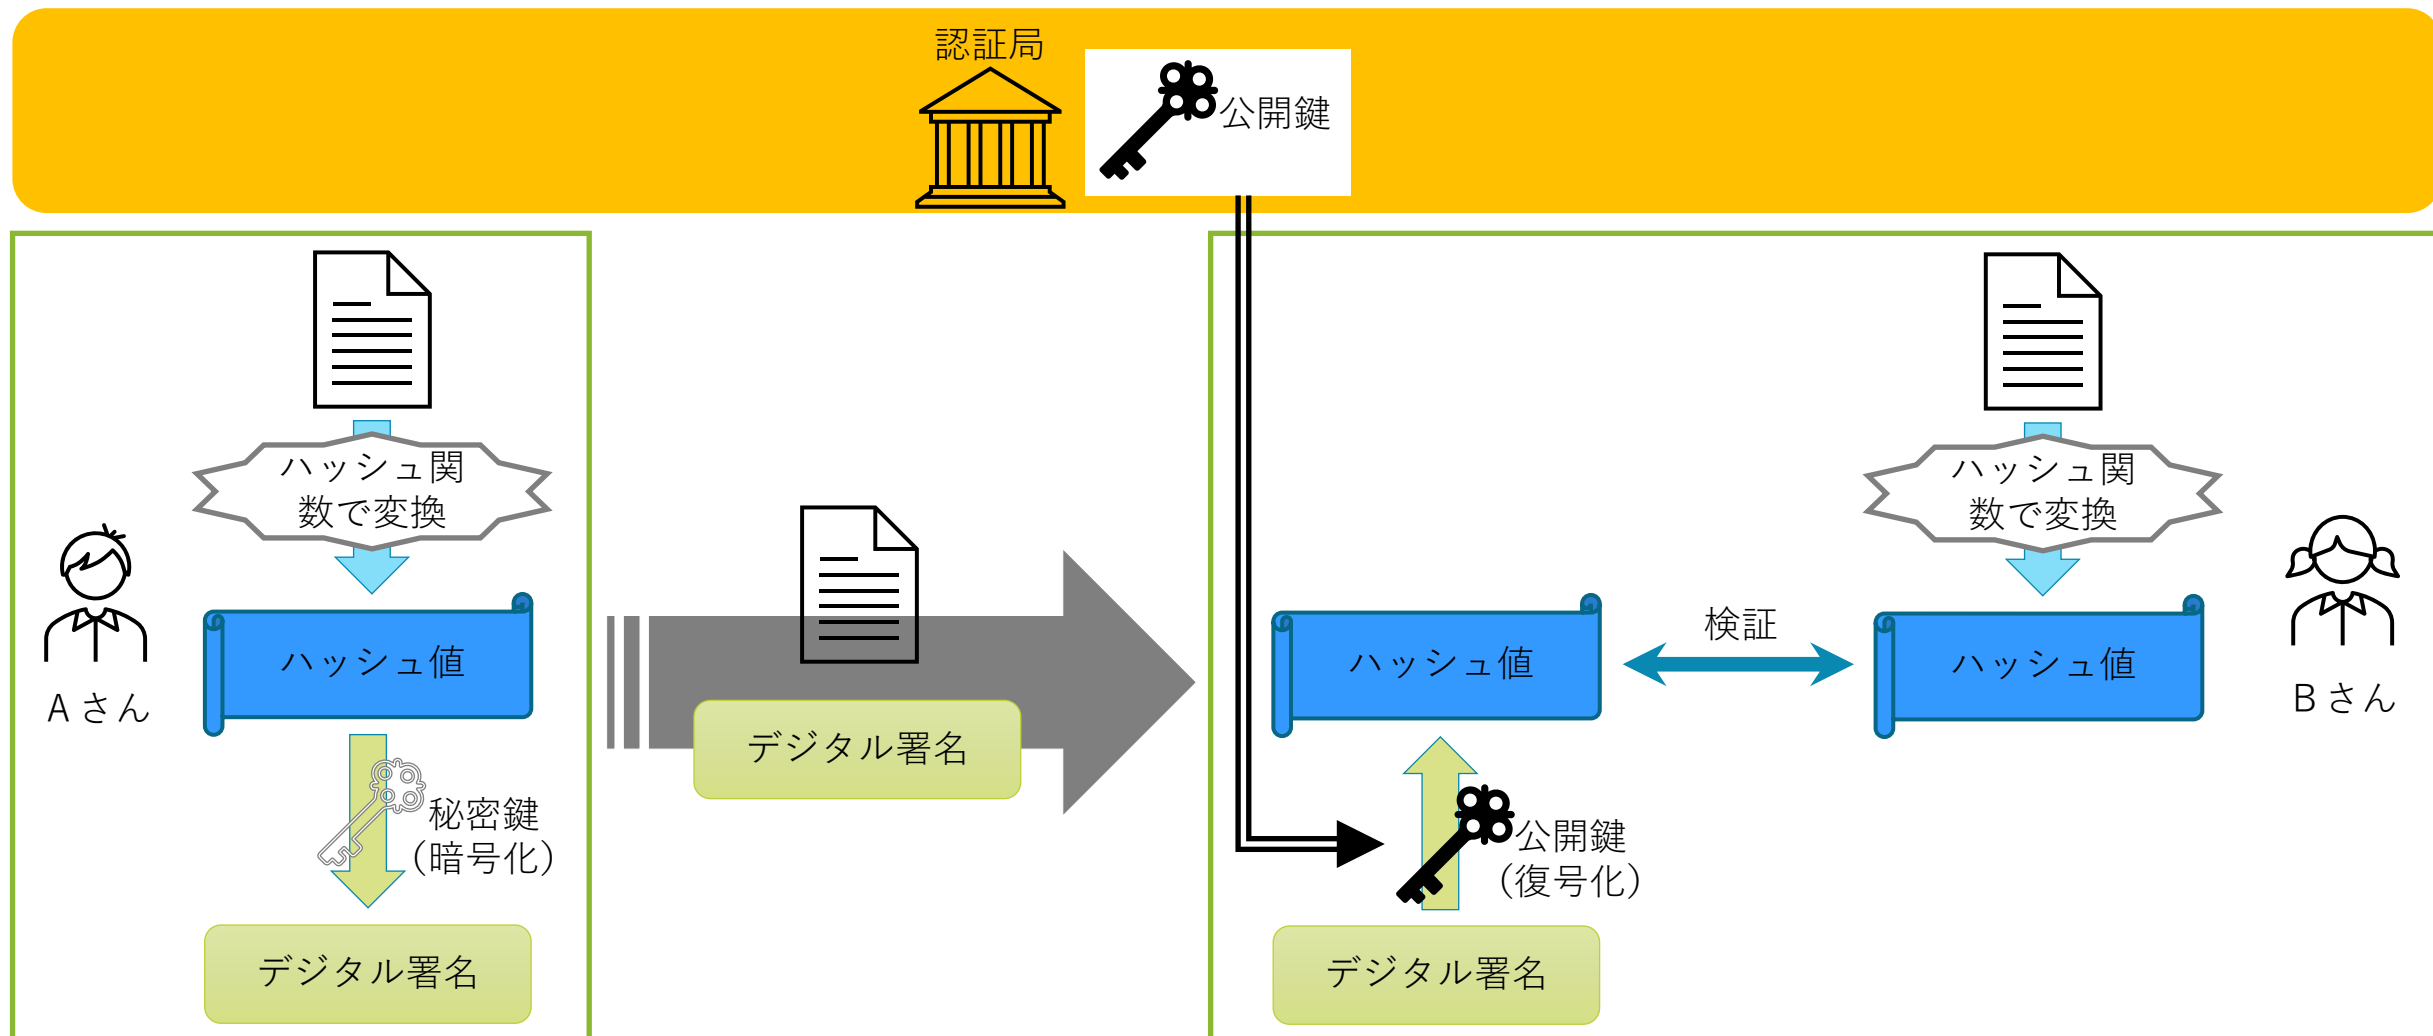 認証局
公開鍵
ハッシュ関
数で変換
ハッシュ値
Aさん
秘密鍵
(暗号化)
デジタル署名
デジタル署名
ハッシュ関
数で変換
ハッシュ値
検証
ハッシュ値
Bさん
公開鍵
(復号化)
デジタル署名